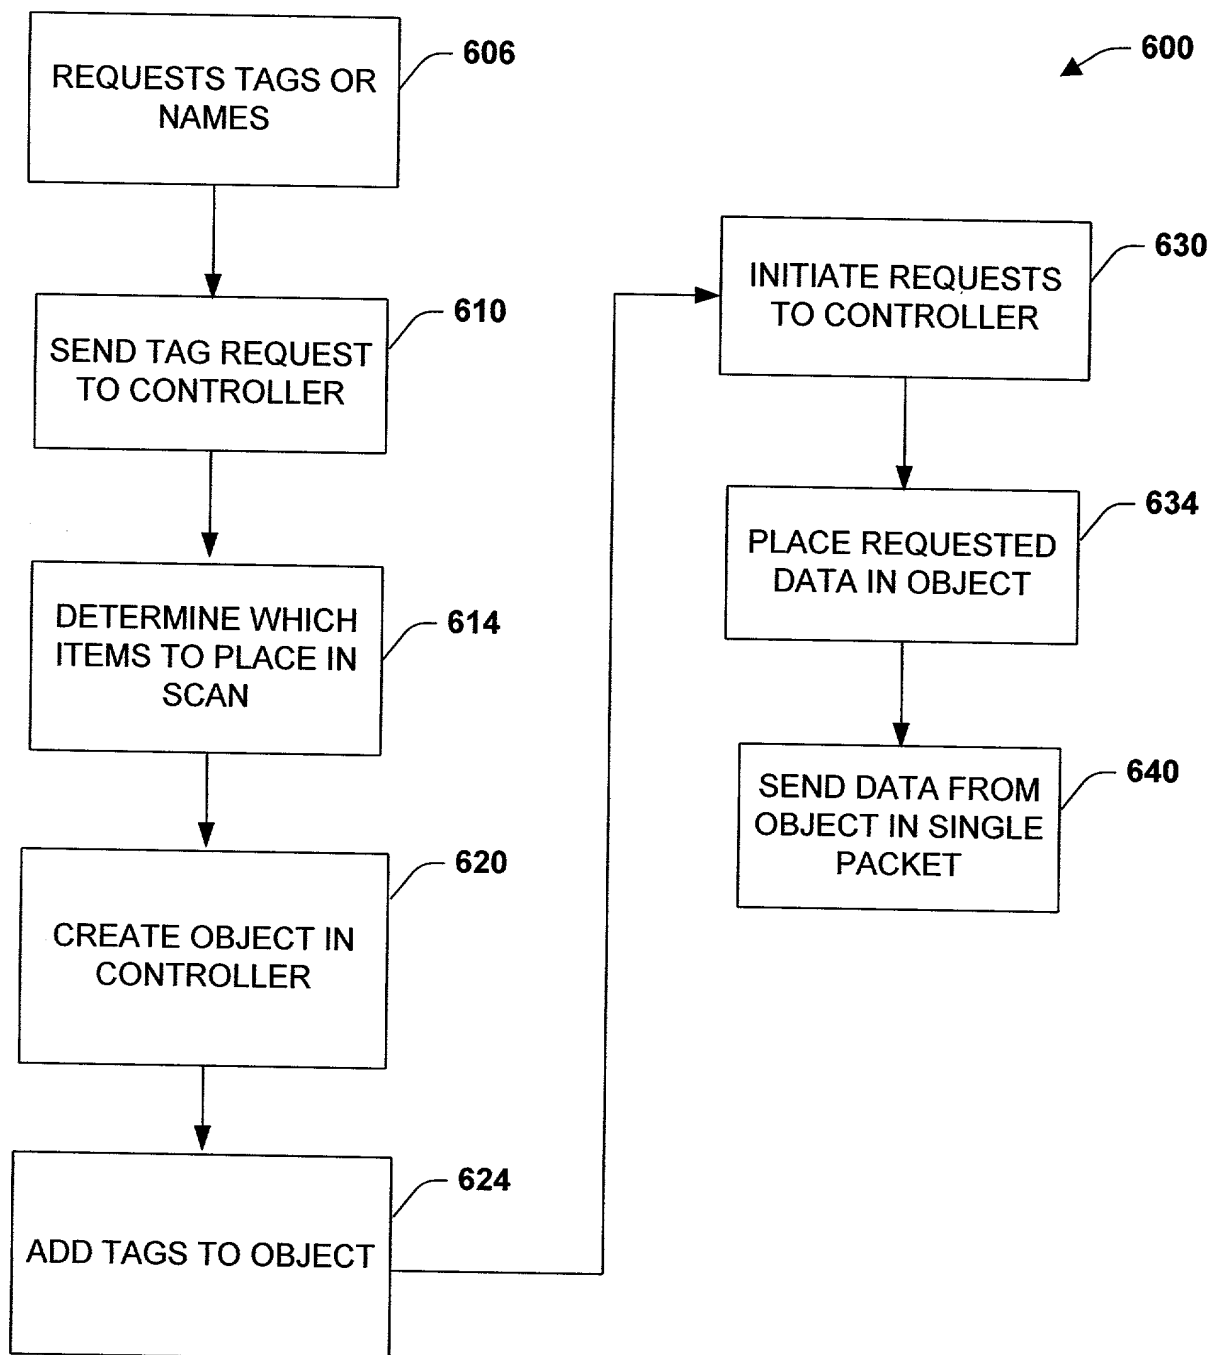 600
606
REQUESTS TAGS OR
NAMES
610
SEND TAG REQUEST
TO CONTROLLER
614
DETERMINE WHICH
ITEMS TO PLACE IN
SCAN
620
CREATE OBJECT IN
CONTROLLER
624
ADD TAGS TO OBJECT
630
INITIATE REQUESTS
TO CONTROLLER
634
PLACE REQUESTED
DATA IN OBJECT
640
SEND DATA FROM
OBJECT IN SINGLE
PACKET